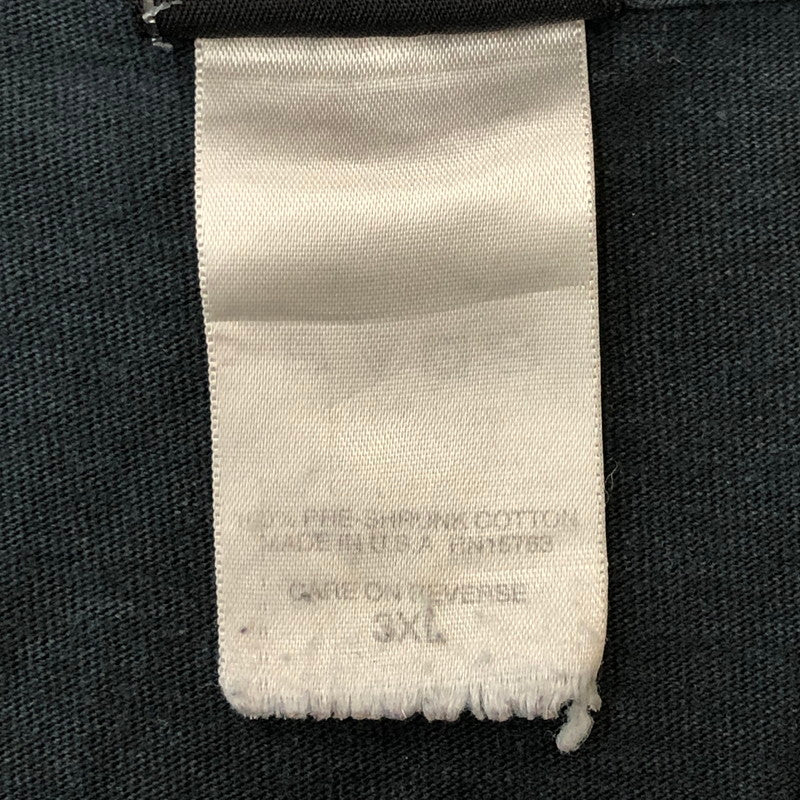 100% PRE-SHRUNK COTTON
MADE IN U.S.A. RN15763
CARE ON REVERSE
3XL